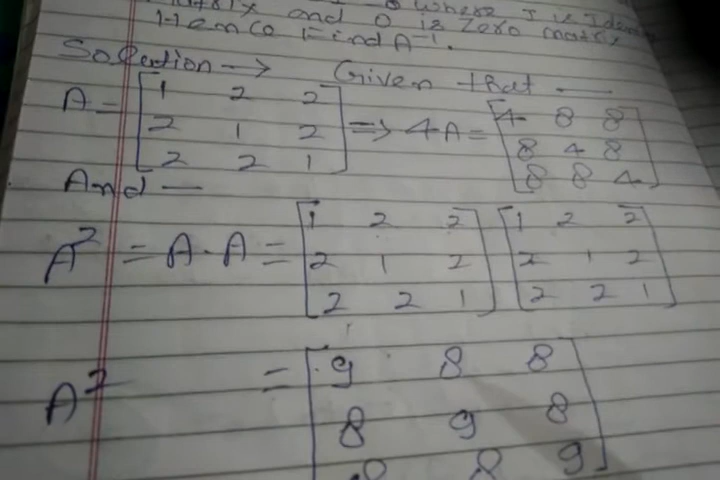 matrix and O is Zero matrix
Hence Find A⁻¹.
Solution → Given that —
A = [1 2 2 ⇒ 4A = [4 8 8
2 1 2 8 4 8
2 2 1] 8 8 4]
And —
A² = A·A = [1 2 2 [1 2 2
2 1 2 2 1 2
2 2 1] 2 2 1]
A² = [9 8 8
8 9 8
8 8 9]